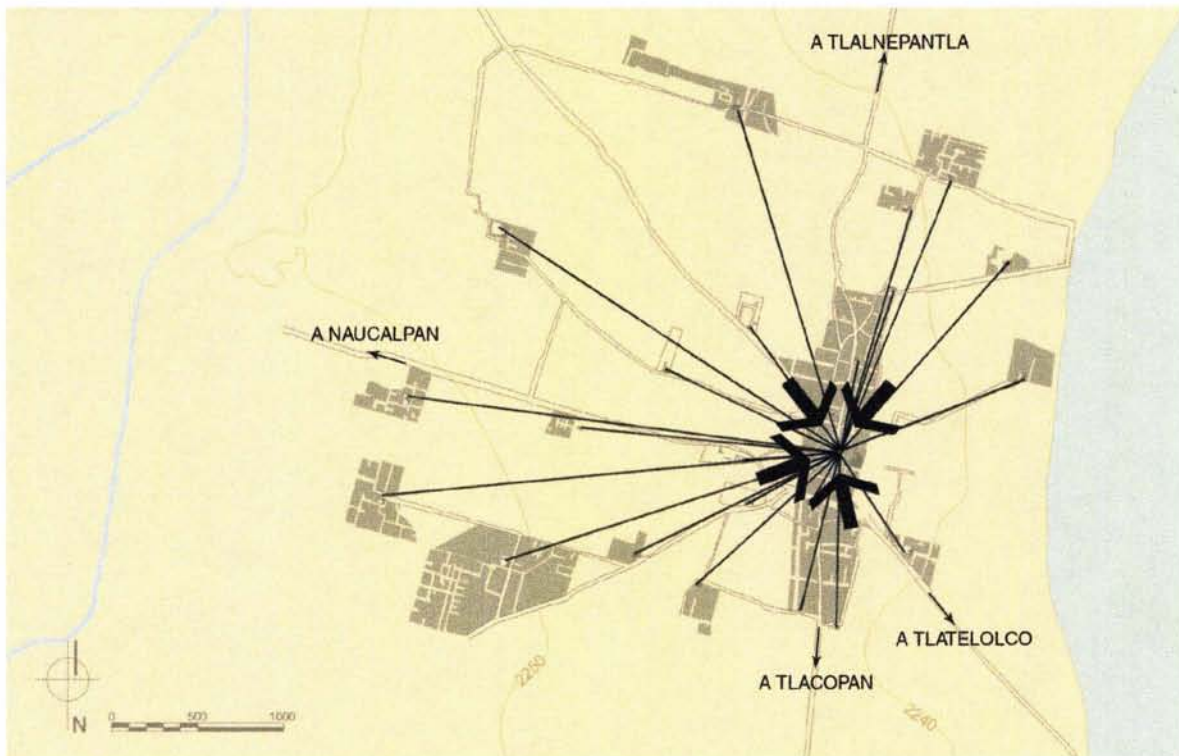 A TLALNEPANTLA
A NAUCALPAN
A TLATELOLCO
A TLACOPAN
2250
2240
N
0 500 1000